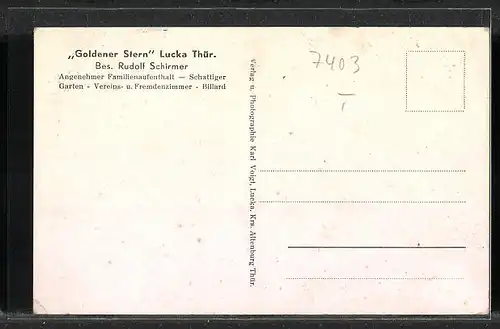 „Goldener Stern" Lucka Thür.
Bes. Rudolf Schirmer
Angenehmer Familienaufenthalt — Schattiger
Garten - Vereins- u. Fremdenzimmer - Billard
Verlag u. Photographie Karl Voigt, Lucka, Krs. Altenburg Thür.
7403
I